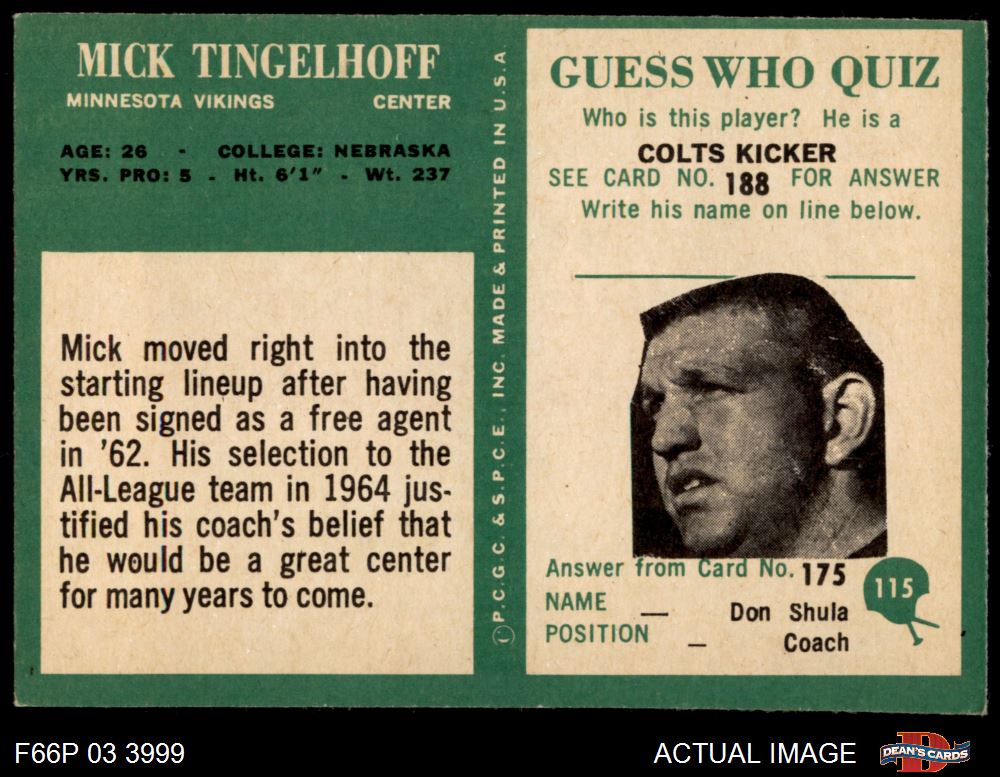 MICK TINGELHOFF
MINNESOTA VIKINGS CENTER
AGE: 26 - COLLEGE: NEBRASKA
YRS. PRO: 5 - Ht. 6'1" - Wt. 237
Mick moved right into the
starting lineup after having
been signed as a free agent
in '62. His selection to the
All-League team in 1964 jus-
tified his coach's belief that
he would be a great center
for many years to come.
© P.C.G.C. & S.P.C.E., INC. MADE & PRINTED IN U.S.A
GUESS WHO QUIZ
Who is this player? He is a
COLTS KICKER
SEE CARD NO. 188 FOR ANSWER
Write his name on line below.
Answer from Card No. 175
NAME — Don Shula
POSITION – Coach
115
F66P 03 3999
ACTUAL IMAGE
D
DEAN'S CARDS